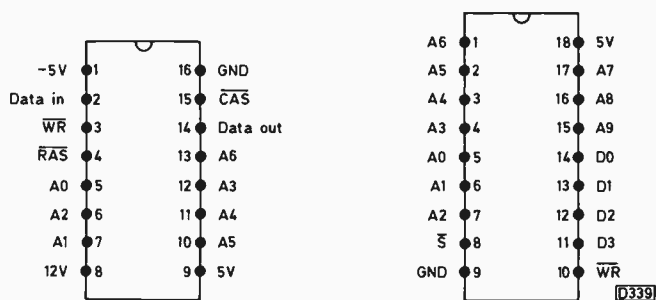 A6 1 18 5V
-5V 1 16 GND
A5 2 17 A7
Data in 2 15 CAS
A4 3 16 A8
WR 3 14 Data out
A3 4 15 A9
RAS 4 13 A6
A0 5 14 D0
A0 5 12 A3
A1 6 13 D1
A2 6 11 A4
A2 7 12 D2
A1 7 10 A5
S 8 11 D3
12V 8 9 5V
GND 9 10 WR
D339